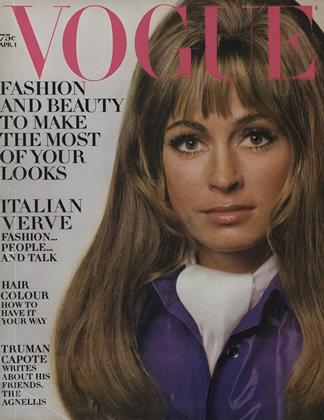 VOGUE
75¢
APR. 1
FASHION
AND BEAUTY
TO MAKE
THE MOST
OF YOUR
LOOKS
ITALIAN
VERVE
FASHION...
PEOPLE...
AND TALK
HAIR
COLOUR
HOW TO
HAVE IT
YOUR WAY
TRUMAN
CAPOTE
WRITES
ABOUT HIS
FRIENDS,
THE
AGNELLIS